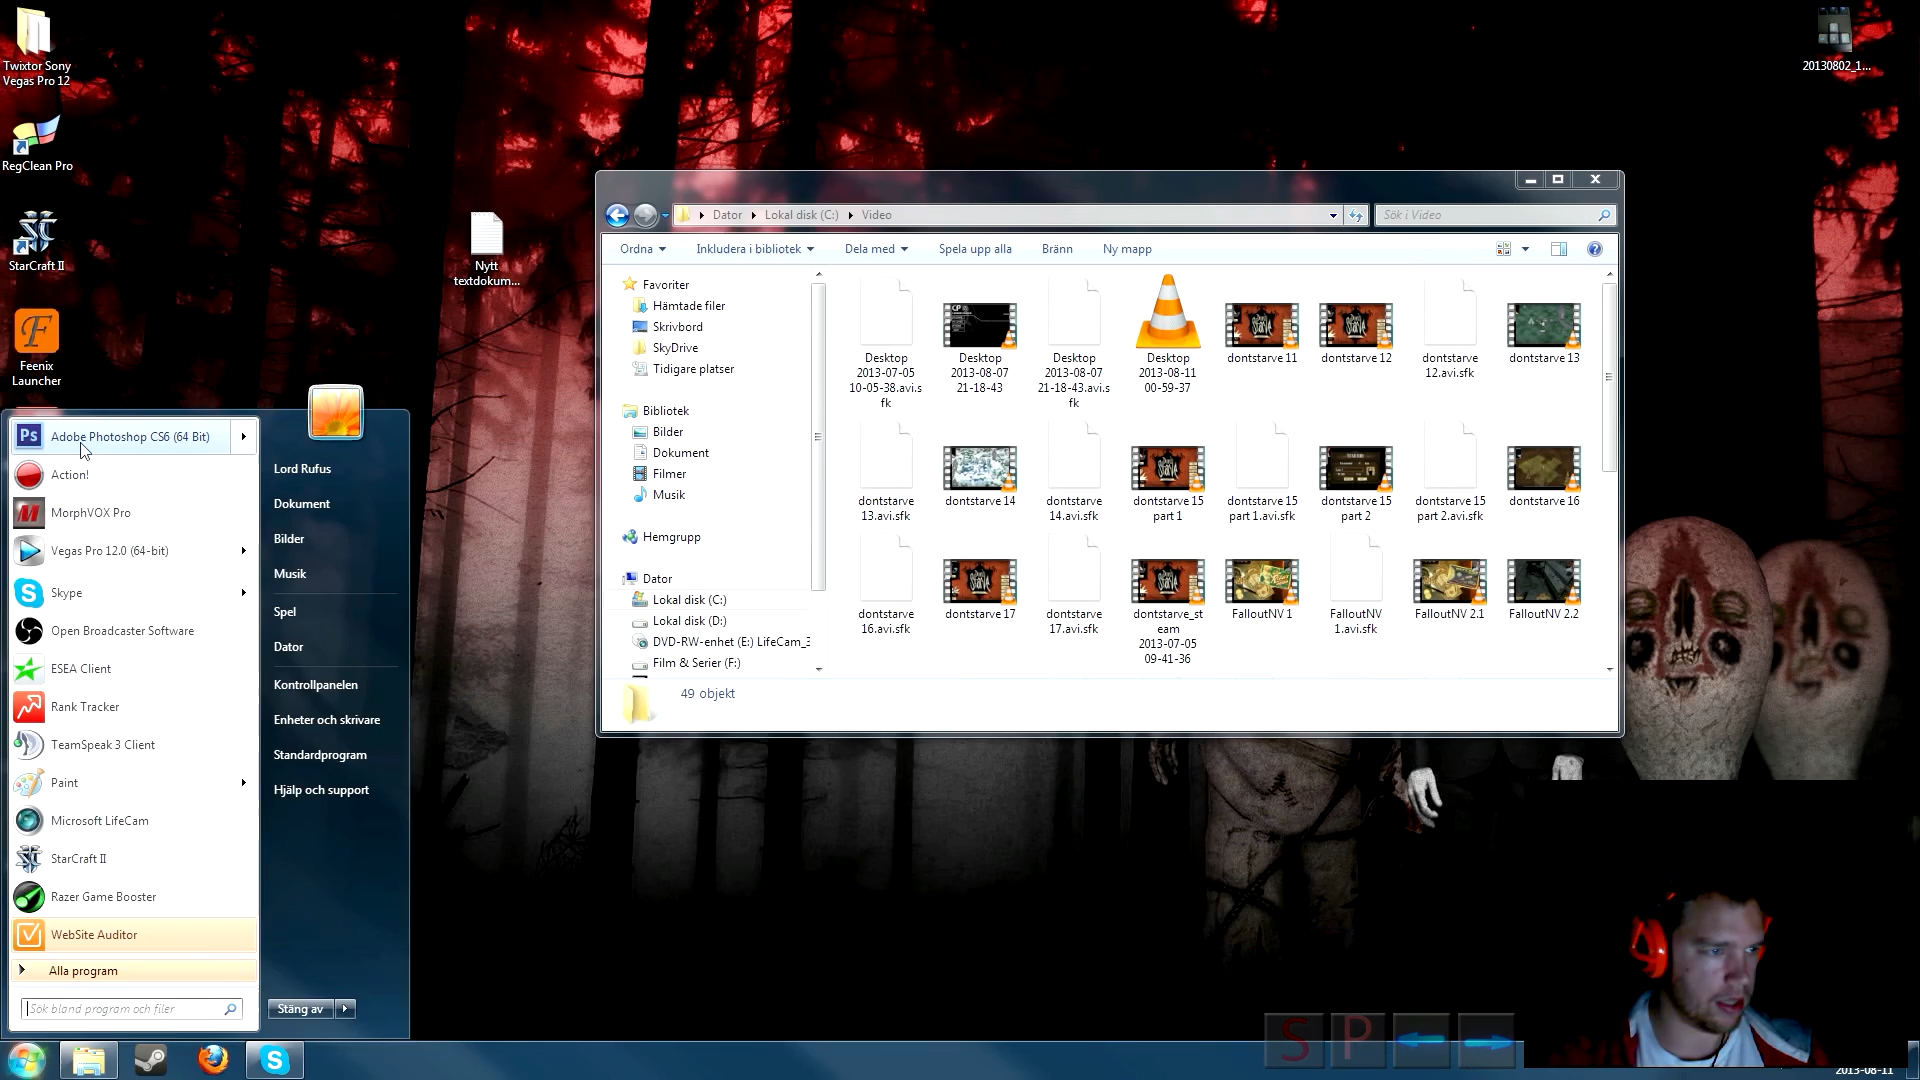 Twixtor Sony
Vegas Pro 12
RegClean Pro
StarCraft II
Feenix
Launcher
Nytt
textdokum...
20130802_1...
Dator
Lokal disk (C:)
Video
Sök i Video
Ordna
Inkludera i bibliotek
Dela med
Spela upp alla
Bränn
Ny mapp
Favoriter
Hämtade filer
Skrivbord
SkyDrive
Tidigare platser
Bibliotek
Bilder
Dokument
Filmer
Musik
Hemgrupp
Dator
Lokal disk (C:)
Lokal disk (D:)
DVD-RW-enhet (E:) LifeCam_3
Film & Serier (F:)
Desktop
2013-07-05
10-05-38.avi.s
fk
Desktop
2013-08-07
21-18-43
Desktop
2013-08-07
21-18-43.avi.s
fk
Desktop
2013-08-11
00-59-37
dontstarve 11
dontstarve 12
dontstarve
12.avi.sfk
dontstarve 13
dontstarve
13.avi.sfk
dontstarve 14
dontstarve
14.avi.sfk
dontstarve 15
part 1
dontstarve 15
part 1.avi.sfk
dontstarve 15
part 2
dontstarve 15
part 2.avi.sfk
dontstarve 16
dontstarve
16.avi.sfk
dontstarve 17
dontstarve
17.avi.sfk
dontstarve_st
eam
2013-07-05
09-41-36
FalloutNV 1
FalloutNV
1.avi.sfk
FalloutNV 2.1
FalloutNV 2.2
49 objekt
Ps
Adobe Photoshop CS6 (64 Bit)
Action!
MorphVOX Pro
Vegas Pro 12.0 (64-bit)
Skype
Open Broadcaster Software
ESEA Client
Rank Tracker
TeamSpeak 3 Client
Paint
Microsoft LifeCam
StarCraft II
Razer Game Booster
WebSite Auditor
Alla program
Sök bland program och filer
Lord Rufus
Dokument
Bilder
Musik
Spel
Dator
Kontrollpanelen
Enheter och skrivare
Standardprogram
Hjälp och support
Stäng av
S P
2013-08-11